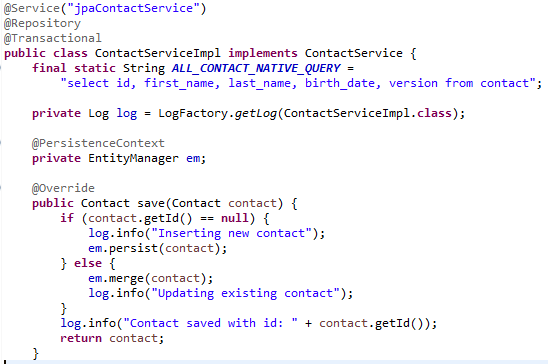 @Service("jpaContactService")
@Repository
@Transactional
public class ContactServiceImpl implements ContactService {
    final static String ALL_CONTACT_NATIVE_QUERY =
        "select id, first_name, last_name, birth_date, version from contact";

    private Log log = LogFactory.getLog(ContactServiceImpl.class);

    @PersistenceContext
    private EntityManager em;

    @Override
    public Contact save(Contact contact) {
        if (contact.getId() == null) {
            log.info("Inserting new contact");
            em.persist(contact);
        } else {
            em.merge(contact);
            log.info("Updating existing contact");
        }
        log.info("Contact saved with id: " + contact.getId());
        return contact;
    }